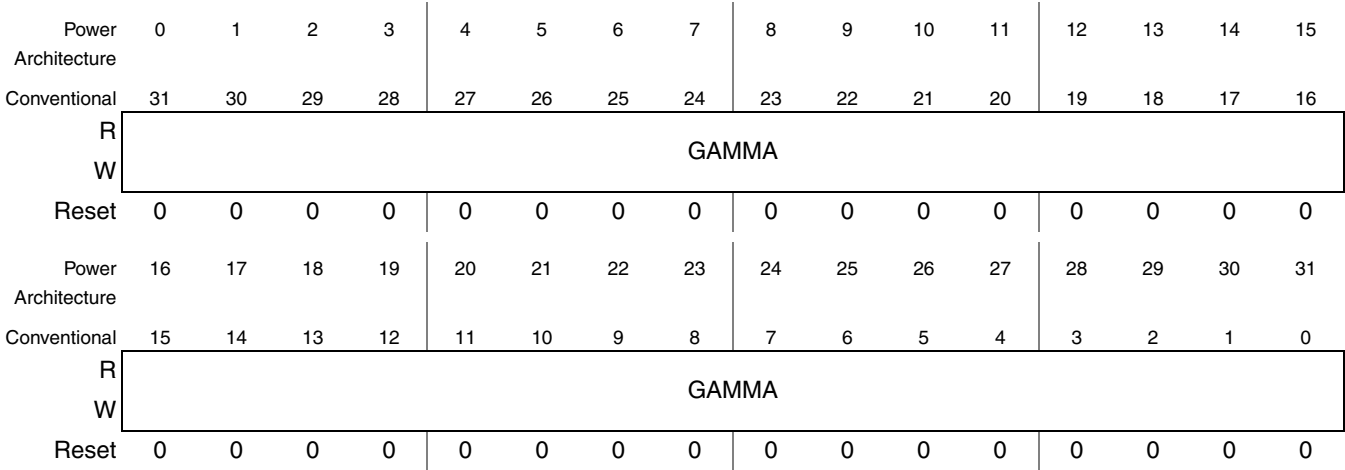 Power 0 1 2 3 4 5 6 7 8 9 10 11 12 13 14 15
Architecture
Conventional 31 30 29 28 27 26 25 24 23 22 21 20 19 18 17 16
R
GAMMA
W
Reset 0 0 0 0 0 0 0 0 0 0 0 0 0 0 0 0
Power 16 17 18 19 20 21 22 23 24 25 26 27 28 29 30 31
Architecture
Conventional 15 14 13 12 11 10 9 8 7 6 5 4 3 2 1 0
R
GAMMA
W
Reset 0 0 0 0 0 0 0 0 0 0 0 0 0 0 0 0